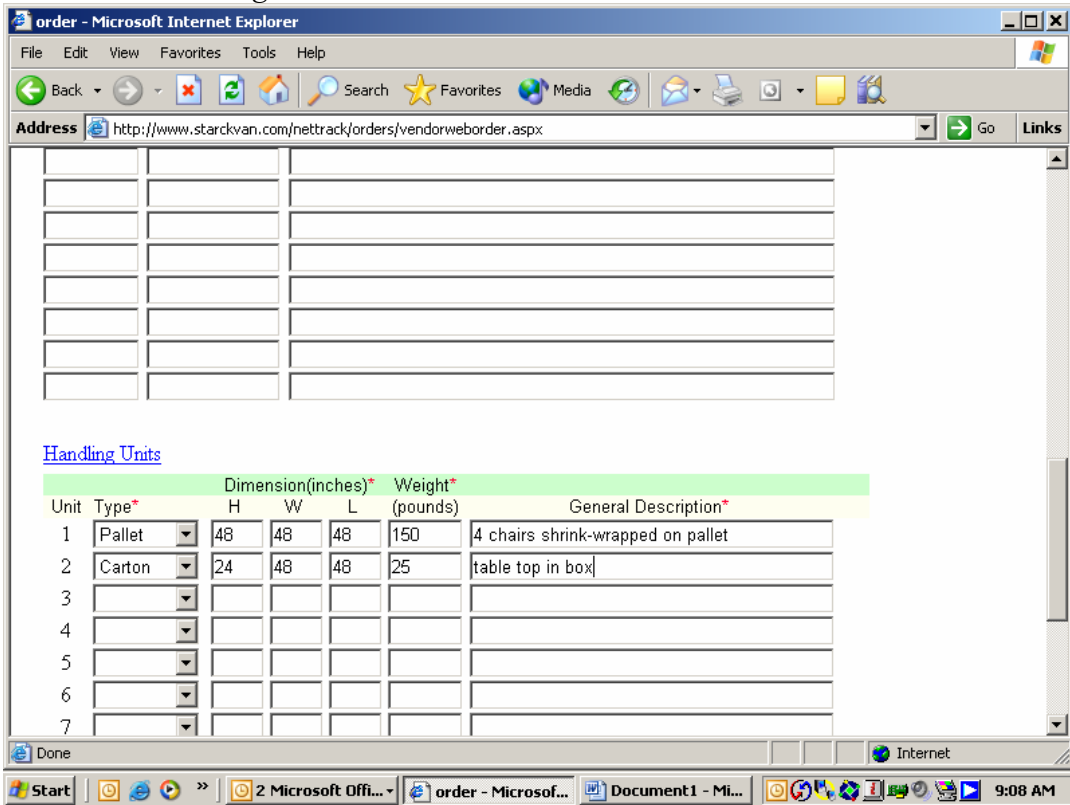 order - Microsoft Internet Explorer
File Edit View Favorites Tools Help
Back Search Favorites Media
Address http://www.starckvan.com/nettrack/orders/vendorweborder.aspx Go Links
Handling Units
Dimension(inches)* Weight*
Unit Type* H W L (pounds) General Description*
1 Pallet 48 48 48 150 4 chairs shrink-wrapped on pallet
2 Carton 24 48 48 25 table top in box
3
4
5
6
7
Done Internet
Start » 2 Microsoft Offi... order - Microsof... Document1 - Mi... 9:08 AM